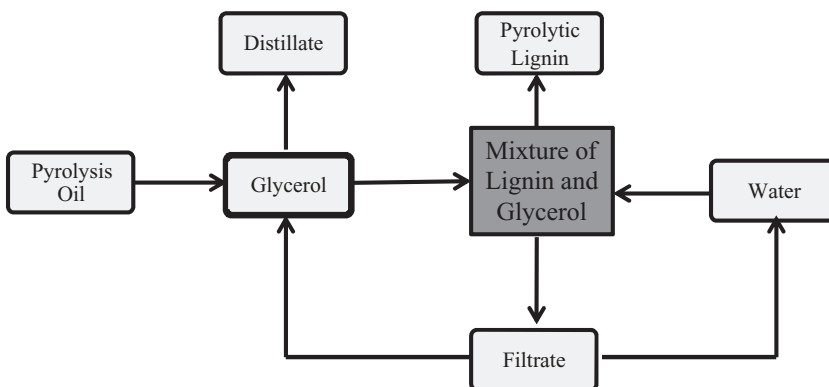 Distillate
Pyrolytic
Lignin
Pyrolysis
Oil
Glycerol
Mixture of
Lignin and
Glycerol
Water
Filtrate